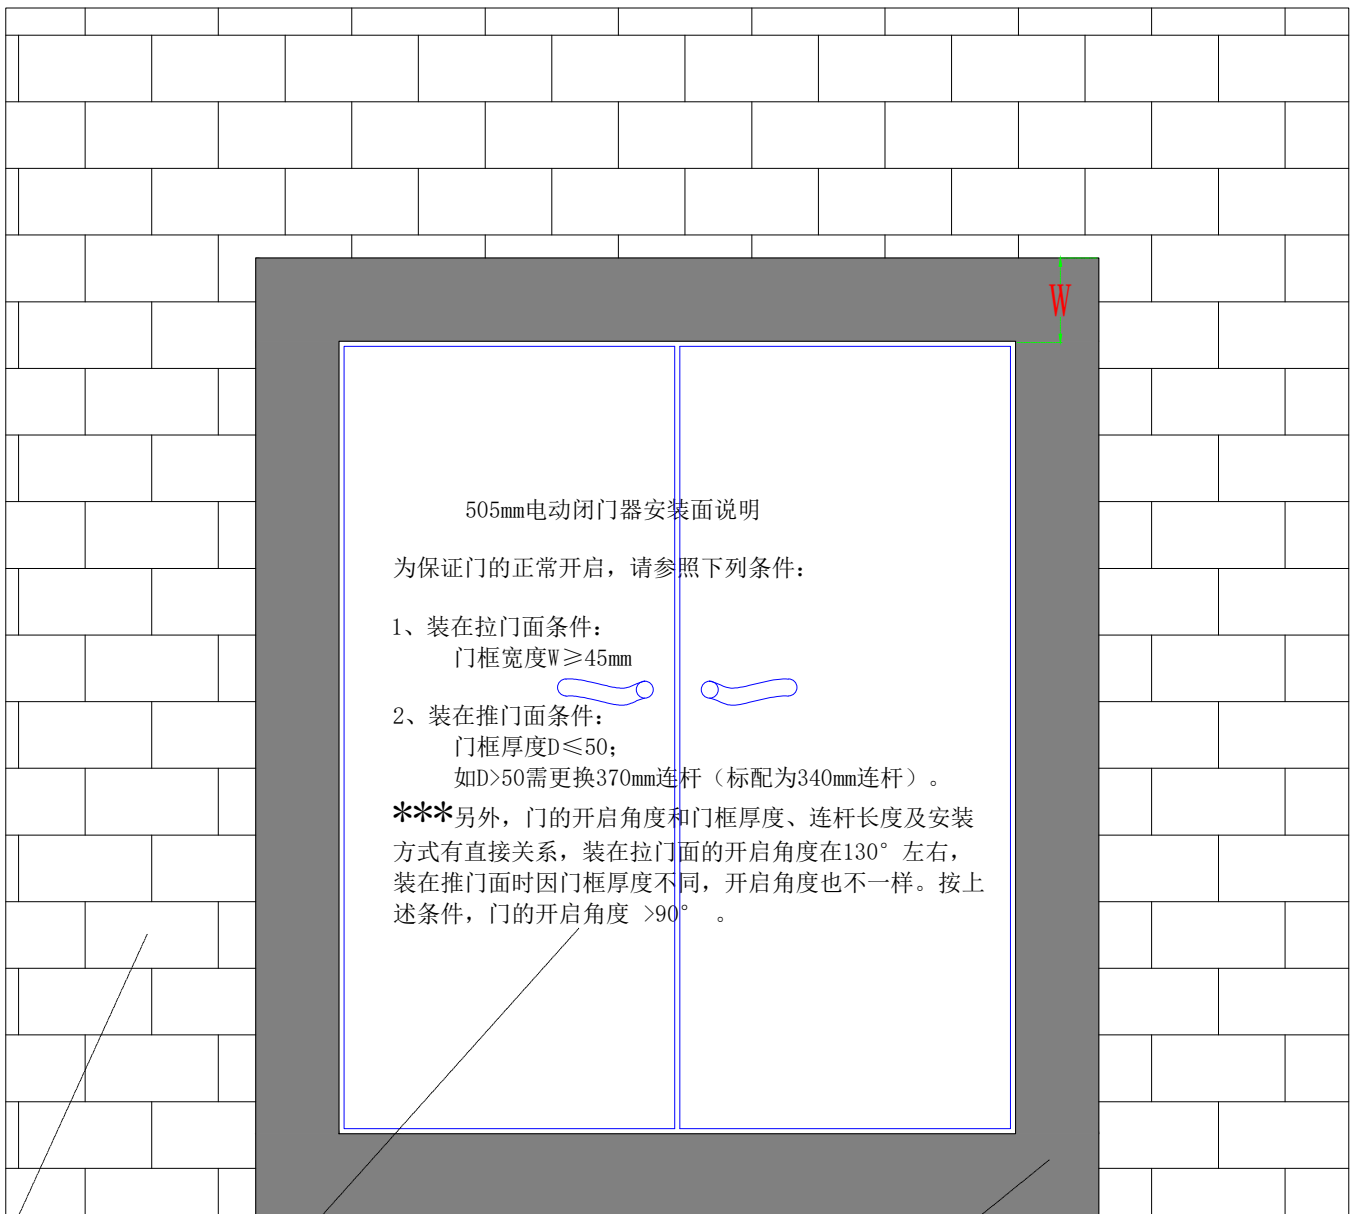 W
505mm电动闭门器安装面说明
为保证门的正常开启，请参照下列条件：
1、装在拉门面条件：
门框宽度W≥45mm
2、装在推门面条件：
门框厚度D≤50；
如D>50需更换370mm连杆（标配为340mm连杆）。
***另外，门的开启角度和门框厚度、连杆长度及安装
方式有直接关系，装在拉门面的开启角度在130°左右，
装在推门面时因门框厚度不同，开启角度也不一样。按上
述条件，门的开启角度 >90° 。